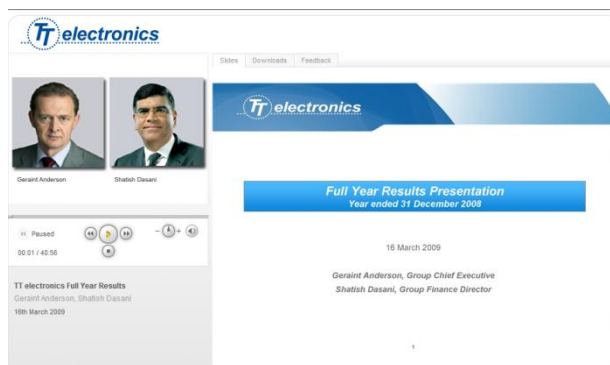 TT electronics
Slides Downloads Feedback
Geraint Anderson Shatish Dasani
Paused
00:01 / 40:56
TT electronics Full Year Results
Geraint Anderson, Shatish Dasani
16th March 2009
TT electronics
Full Year Results Presentation
Year ended 31 December 2008
16 March 2009
Geraint Anderson, Group Chief Executive
Shatish Dasani, Group Finance Director
1